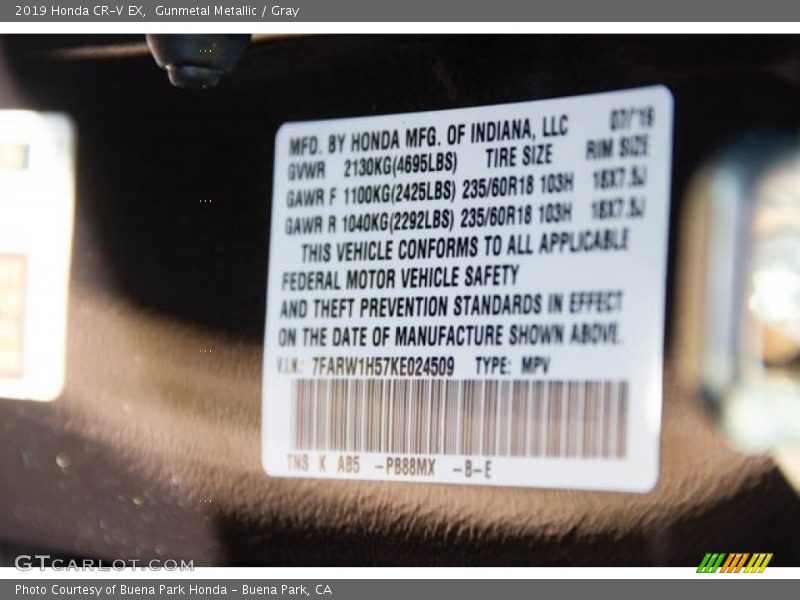 2019 Honda CR-V EX, Gunmetal Metallic / Gray
MFD. BY HONDA MFG. OF INDIANA, LLC 07/18
GVWR 2130KG(4695LBS) TIRE SIZE RIM SIZE
GAWR F 1100KG(2425LBS) 235/60R18 103H 18X7.5J
GAWR R 1040KG(2292LBS) 235/60R18 103H 18X7.5J
THIS VEHICLE CONFORMS TO ALL APPLICABLE
FEDERAL MOTOR VEHICLE SAFETY
AND THEFT PREVENTION STANDARDS IN EFFECT
ON THE DATE OF MANUFACTURE SHOWN ABOVE.
V.I.N.: 7FARW1H57KE024509 TYPE: MPV
TNS K AB5 -PB88MX -B-E
GTCARLOT.COM
Photo Courtesy of Buena Park Honda - Buena Park, CA